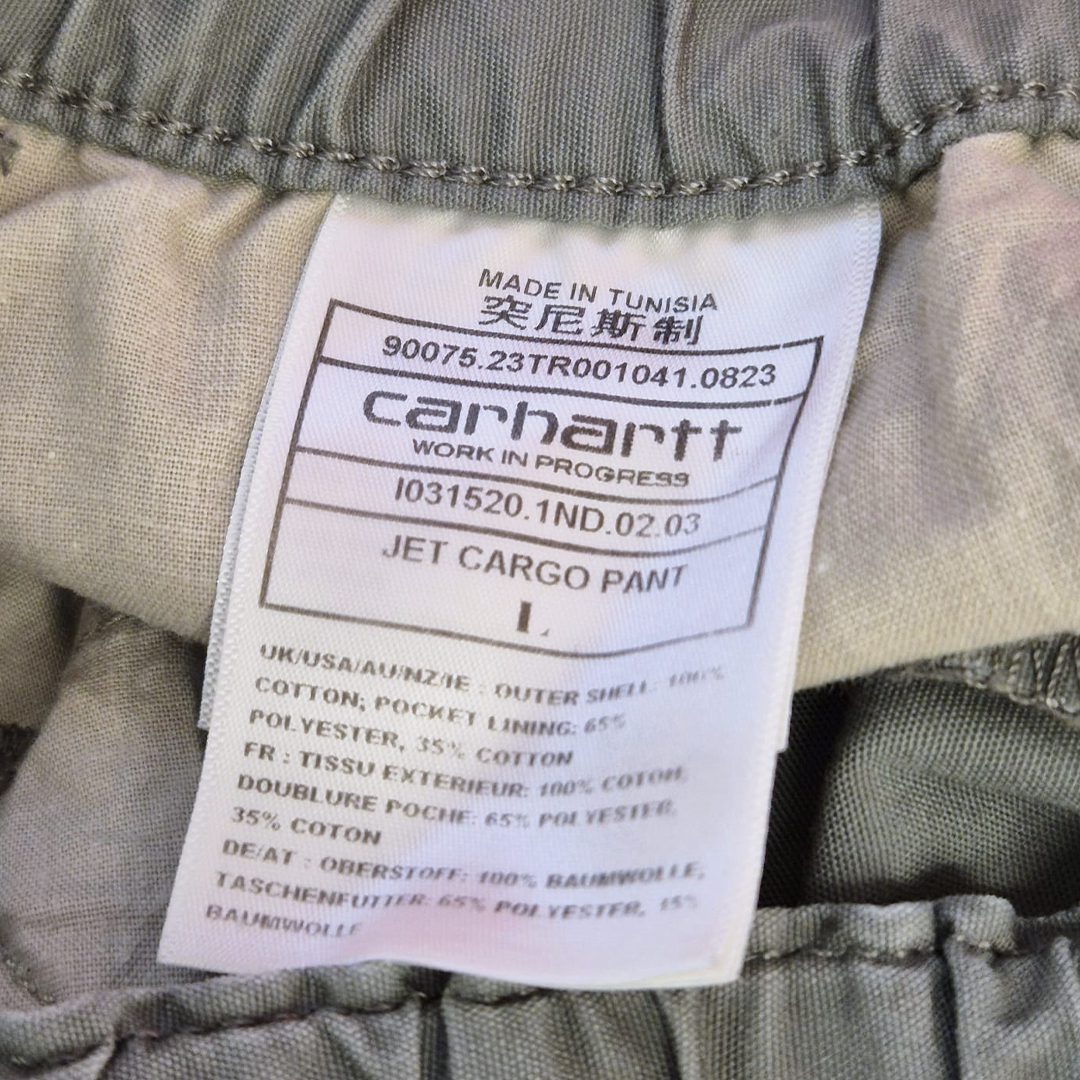 MADE IN TUNISIA
突尼斯制
90075.23TR001041.0823
carhartt
WORK IN PROGRESS
I031520.1ND.02.03
JET CARGO PANT
L
UK/USA/AU/NZ/IE : OUTER SHELL: 100%
COTTON; POCKET LINING: 65%
POLYESTER, 35% COTTON
FR : TISSU EXTERIEUR: 100% COTON;
DOUBLURE POCHE: 65% POLYESTER,
35% COTON
DE/AT : OBERSTOFF: 100% BAUMWOLLE,
TASCHENFUTTER: 65% POLYESTER,
BAUMWOLLE